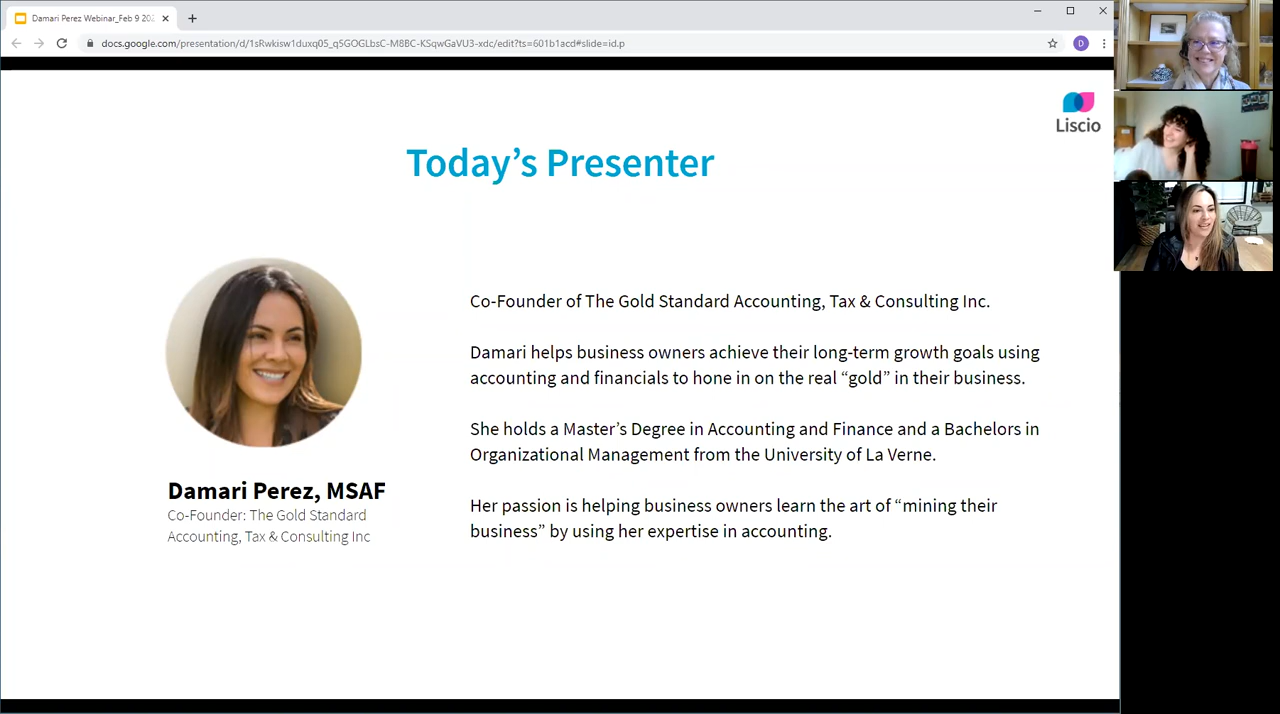 Damari Perez Webinar_Feb 9 202
docs.google.com/presentation/d/1sRwkisw1duxq05_q5GOGLbsC-M8BC-KSqwGaVU3-xdc/edit?ts=601b1acd#slide=id.p
D
Liscio
Today’s Presenter
Co-Founder of The Gold Standard Accounting, Tax & Consulting Inc.
Damari helps business owners achieve their long-term growth goals using
accounting and financials to hone in on the real “gold” in their business.
She holds a Master’s Degree in Accounting and Finance and a Bachelors in
Organizational Management from the University of La Verne.
Her passion is helping business owners learn the art of “mining their
business” by using her expertise in accounting.
Damari Perez, MSAF
Co-Founder: The Gold Standard
Accounting, Tax & Consulting Inc